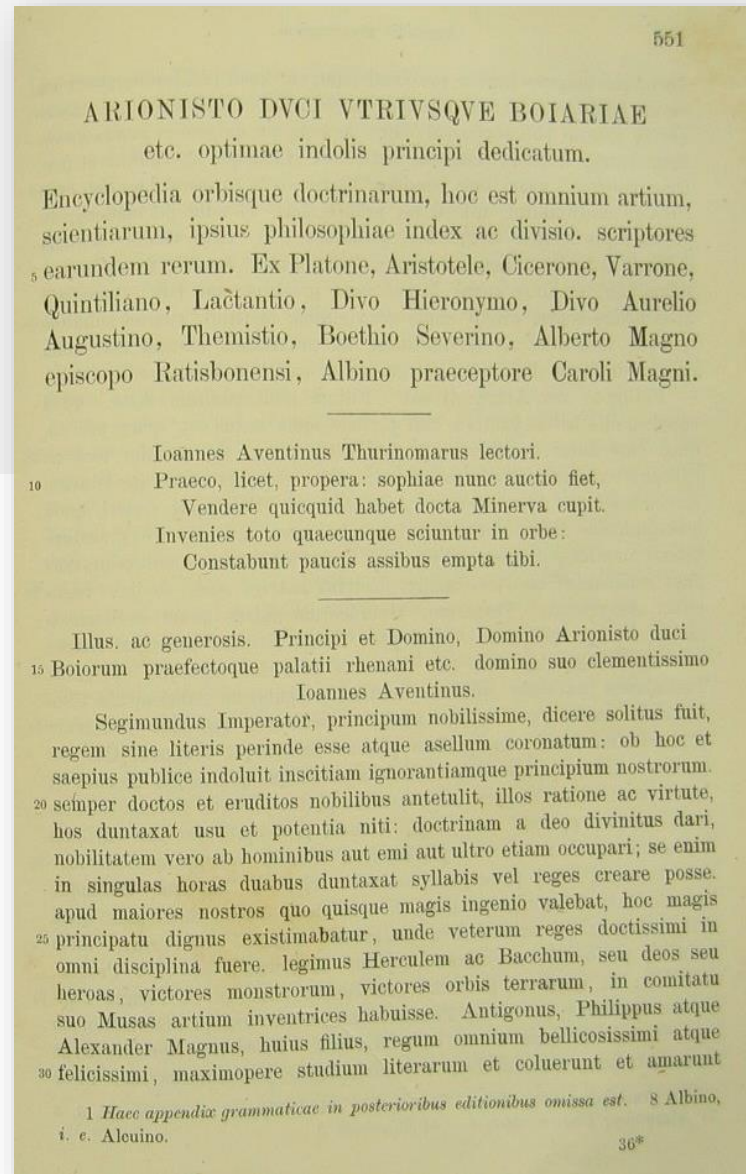 551
ARIONISTO DVCI VTRIVSQVE BOIARIAE
etc. optimae indolis principi dedicatum.
Encyclopedia orbisque doctrinarum, hoc est omnium artium,
scientiarum, ipsius philosophiae index ac divisio. scriptores
5 earundem rerum. Ex Platone, Aristotele, Cicerone, Varrone,
Quintiliano, Lactantio, Divo Hieronymo, Divo Aurelio
Augustino, Themistio, Boethio Severino, Alberto Magno
episcopo Ratisbonensi, Albino praeceptore Caroli Magni.
Ioannes Aventinus Thurinomarus lectori.
10 Praeco, licet, propera: sophiae nunc auctio fiet,
Vendere quicquid habet docta Minerva cupit.
Invenies toto quaecunque sciuntur in orbe:
Constabunt paucis assibus empta tibi.
Illus. ac generosis. Principi et Domino, Domino Arionisto duci
15 Boiorum praefectoque palatii rhenani etc. domino suo clementissimo
Ioannes Aventinus.
Segimundus Imperator, principum nobilissime, dicere solitus fuit,
regem sine literis perinde esse atque asellum coronatum: ob hoc et
saepius publice indoluit inscitiam ignorantiamque principium nostrorum.
20 semper doctos et eruditos nobilibus antetulit, illos ratione ac virtute,
hos duntaxat usu et potentia niti: doctrinam a deo divinitus dari,
nobilitatem vero ab hominibus aut emi aut ultro etiam occupari; se enim
in singulas horas duabus duntaxat syllabis vel reges creare posse.
apud maiores nostros quo quisque magis ingenio valebat, hoc magis
25 principatu dignus existimabatur, unde veterum reges doctissimi in
omni disciplina fuere. legimus Herculem ac Bacchum, seu deos seu
heroas, victores monstrorum, victores orbis terrarum, in comitatu
suo Musas artium inventrices habuisse. Antigonus, Philippus atque
Alexander Magnus, huius filius, regum omnium bellicosissimi atque
30 felicissimi, maximopere studium literarum et coluerunt et amarunt
1 Haec appendix grammaticae in posterioribus editionibus omissa est. 8 Albino,
i. e. Alcuino.
36*